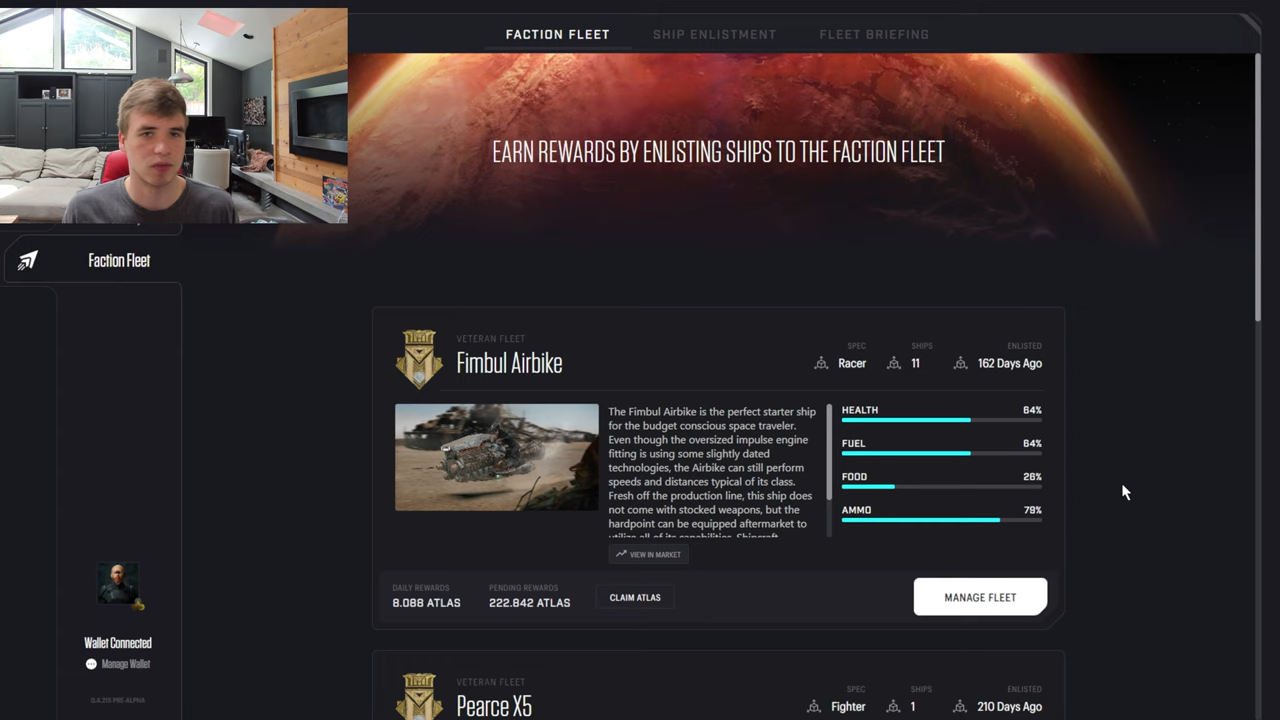 FACTION FLEET
SHIP ENLISTMENT
FLEET BRIEFING
EARN REWARDS BY ENLISTING SHIPS TO THE FACTION FLEET
Faction Fleet
VETERAN FLEET
Fimbul Airbike
SPEC
Racer
SHIPS
11
ENLISTED
162 Days Ago
The Fimbul Airbike is the perfect starter ship
for the budget conscious space traveler.
Even though the oversized impulse engine
fitting is using some slightly dated
technologies, the Airbike can still perform
speeds and distances typical of its class.
Fresh off the production line, this ship does
not come with stocked weapons, but the
hardpoint can be equipped aftermarket to
utilize all of its capabilities. Shipcraft
HEALTH 64%
FUEL 64%
FOOD 26%
AMMO 79%
VIEW IN MARKET
DAILY REWARDS
8.088 ATLAS
PENDING REWARDS
222.842 ATLAS
CLAIM ATLAS
MANAGE FLEET
Wallet Connected
Manage Wallet
VETERAN FLEET
Pearce X5
SPEC
Fighter
SHIPS
1
ENLISTED
210 Days Ago